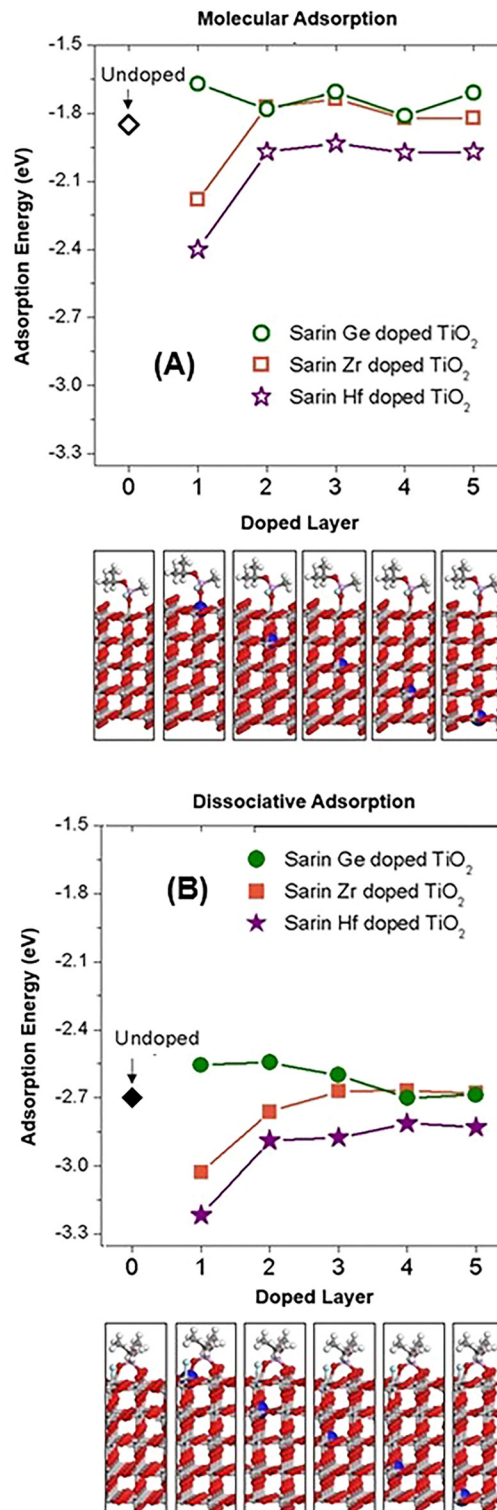 Molecular Adsorption
-1.5
Undoped
-1.8
-2.1
-2.4
-2.7
-3.0
-3.3
Adsorption Energy (eV)
Sarin Ge doped TiO₂
(A)
Sarin Zr doped TiO₂
Sarin Hf doped TiO₂
0 1 2 3 4 5
Doped Layer
Dissociative Adsorption
-1.5
-1.8
-2.1
-2.4
-2.7
-3.0
-3.3
Adsorption Energy (eV)
Sarin Ge doped TiO₂
(B)
Sarin Zr doped TiO₂
Sarin Hf doped TiO₂
Undoped
0 1 2 3 4 5
Doped Layer